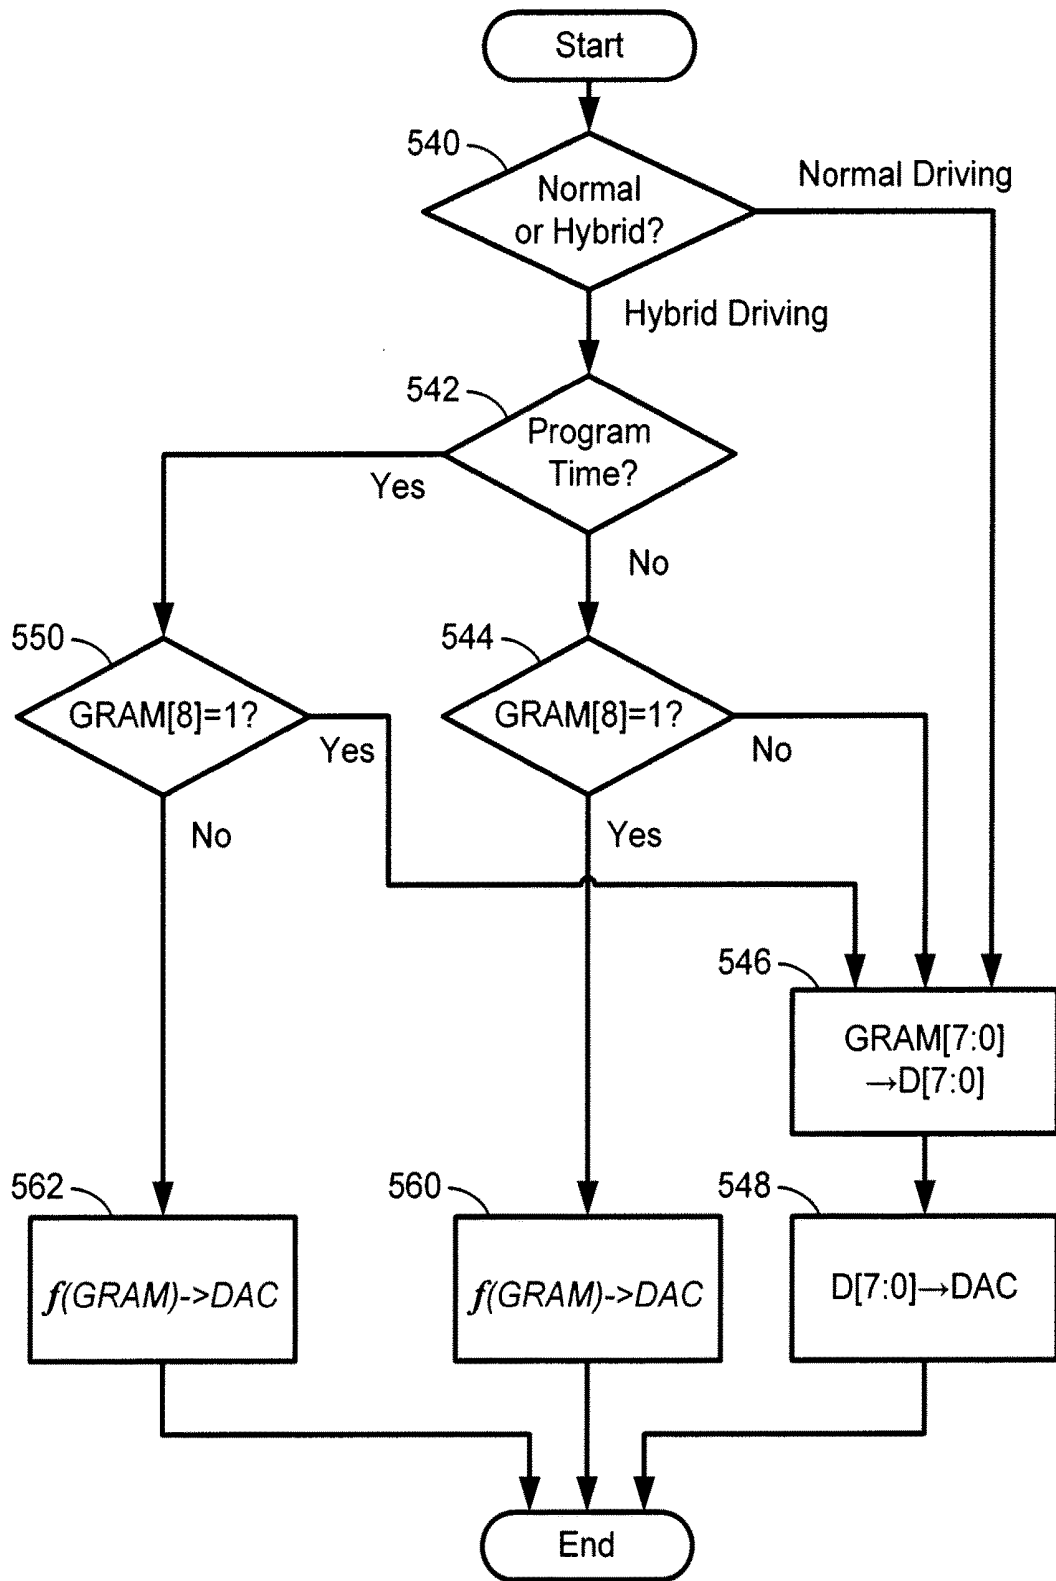 Start
540
Normal
or Hybrid?
Normal Driving
Hybrid Driving
542
Program
Time?
Yes
No
550
GRAM[8]=1?
Yes
No
544
GRAM[8]=1?
No
Yes
546
GRAM[7:0]
→D[7:0]
562
f(GRAM)->DAC
560
f(GRAM)->DAC
548
D[7:0]→DAC
End